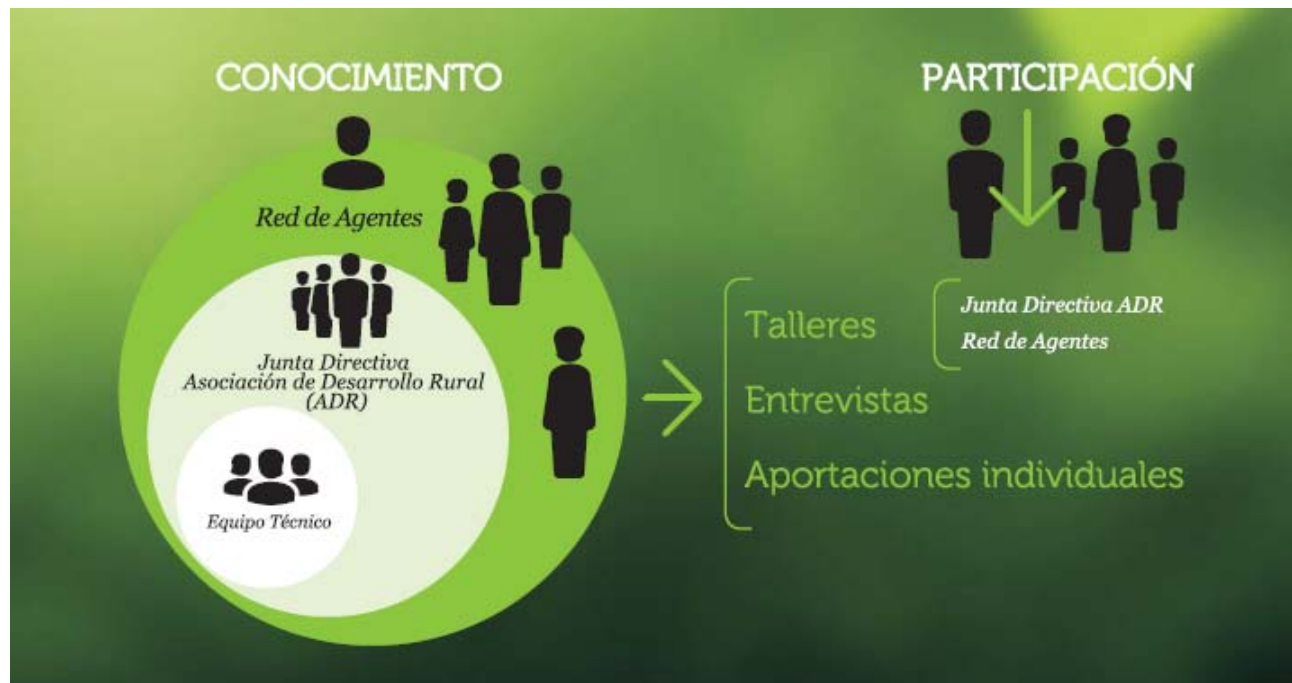 CONOCIMIENTO
Red de Agentes
Junta Directiva
Asociación de Desarrollo Rural
(ADR)
Equipo Técnico
PARTICIPACIÓN
Talleres
Junta Directiva ADR
Red de Agentes
Entrevistas
Aportaciones individuales